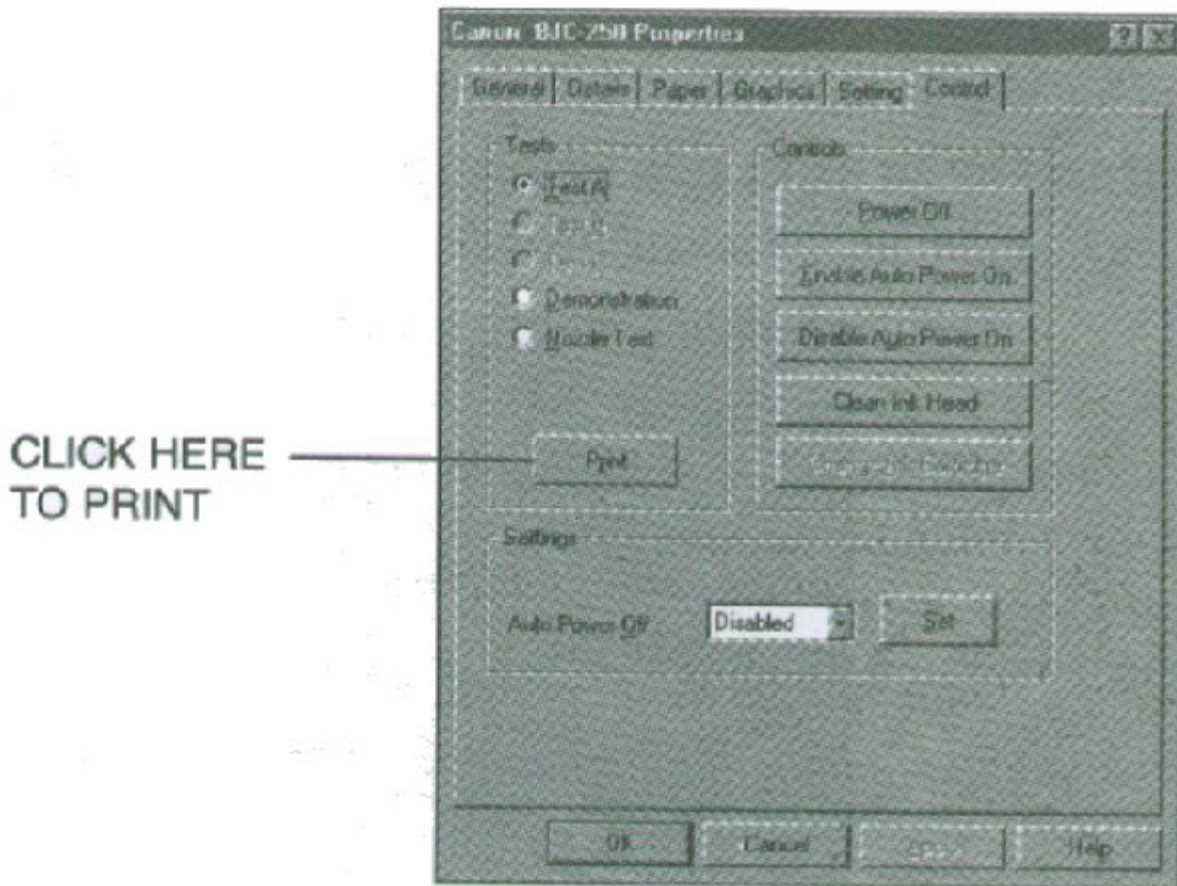 Canon BJC-250 Properties
General Details Paper Graphics Setting Control
Tests
Test A
Test B
Demonstration
Nozzle Test
Print
Controls
Power Off
Enable Auto Power On
Disable Auto Power On
Clean Ink Head
CLICK HERE
TO PRINT
Settings
Auto Power Off
Disabled
Set
OK
Cancel
Apply
Help